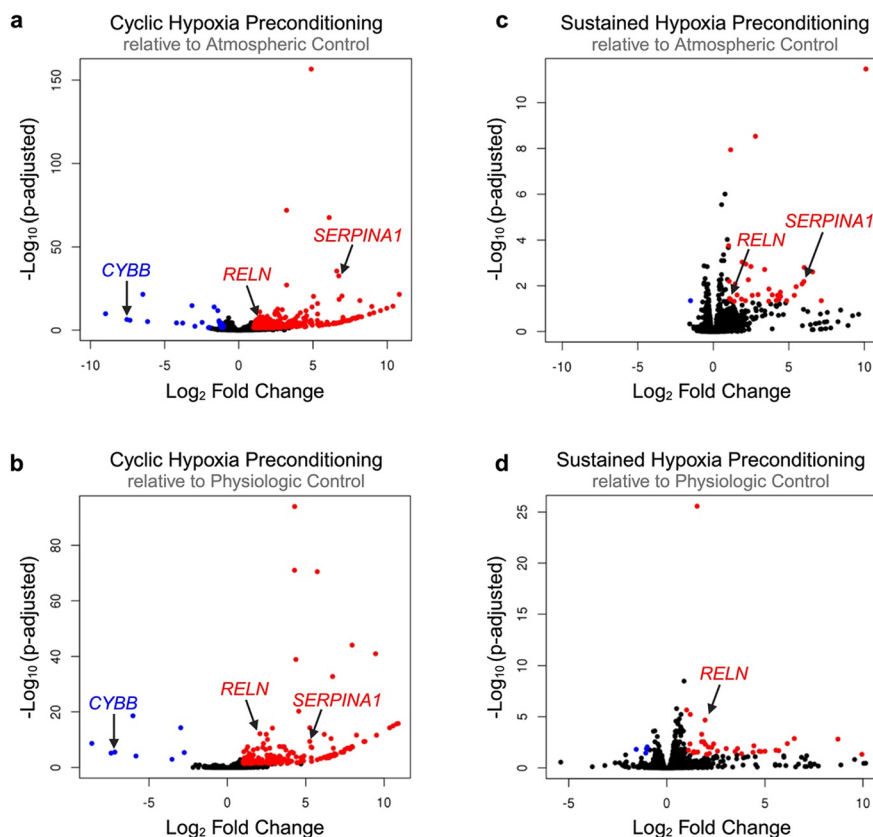 a
Cyclic Hypoxia Preconditioning
relative to Atmospheric Control
-Log10 (p-adjusted)
150
100
50
0
CYBB
RELN
SERPINA1
-10 -5 0 5 10
Log2 Fold Change
c
Sustained Hypoxia Preconditioning
relative to Atmospheric Control
-Log10 (p-adjusted)
10
8
6
4
2
0
RELN
SERPINA1
-10 -5 0 5 10
Log2 Fold Change
b
Cyclic Hypoxia Preconditioning
relative to Physiologic Control
-Log10 (p-adjusted)
80
60
40
20
0
CYBB
RELN
SERPINA1
-5 0 5 10
Log2 Fold Change
d
Sustained Hypoxia Preconditioning
relative to Physiologic Control
-Log10 (p-adjusted)
25
20
15
10
5
0
RELN
-5 0 5 10
Log2 Fold Change